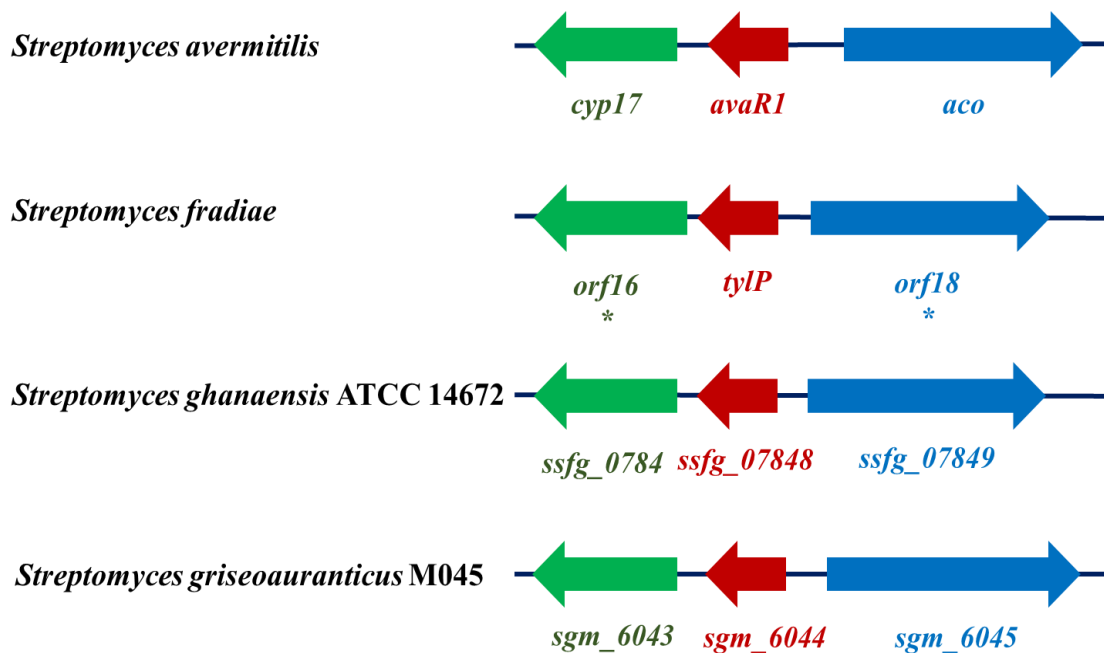 Streptomyces avermitilis
cyp17 avaR1 aco
Streptomyces fradiae
orf16 tylP orf18
* *
Streptomyces ghanaensis ATCC 14672
ssfg_0784 ssfg_07848 ssfg_07849
Streptomyces griseoauranticus M045
sgm_6043 sgm_6044 sgm_6045